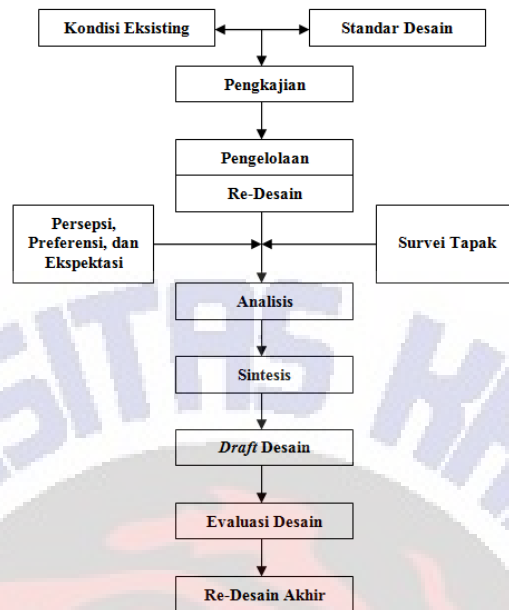 Kondisi Eksisting
Standar Desain
Pengkajian
Pengelolaan
Re-Desain
Persepsi,
Preferensi, dan
Ekspektasi
Survei Tapak
Analisis
Sintesis
Draft Desain
Evaluasi Desain
Re-Desain Akhir